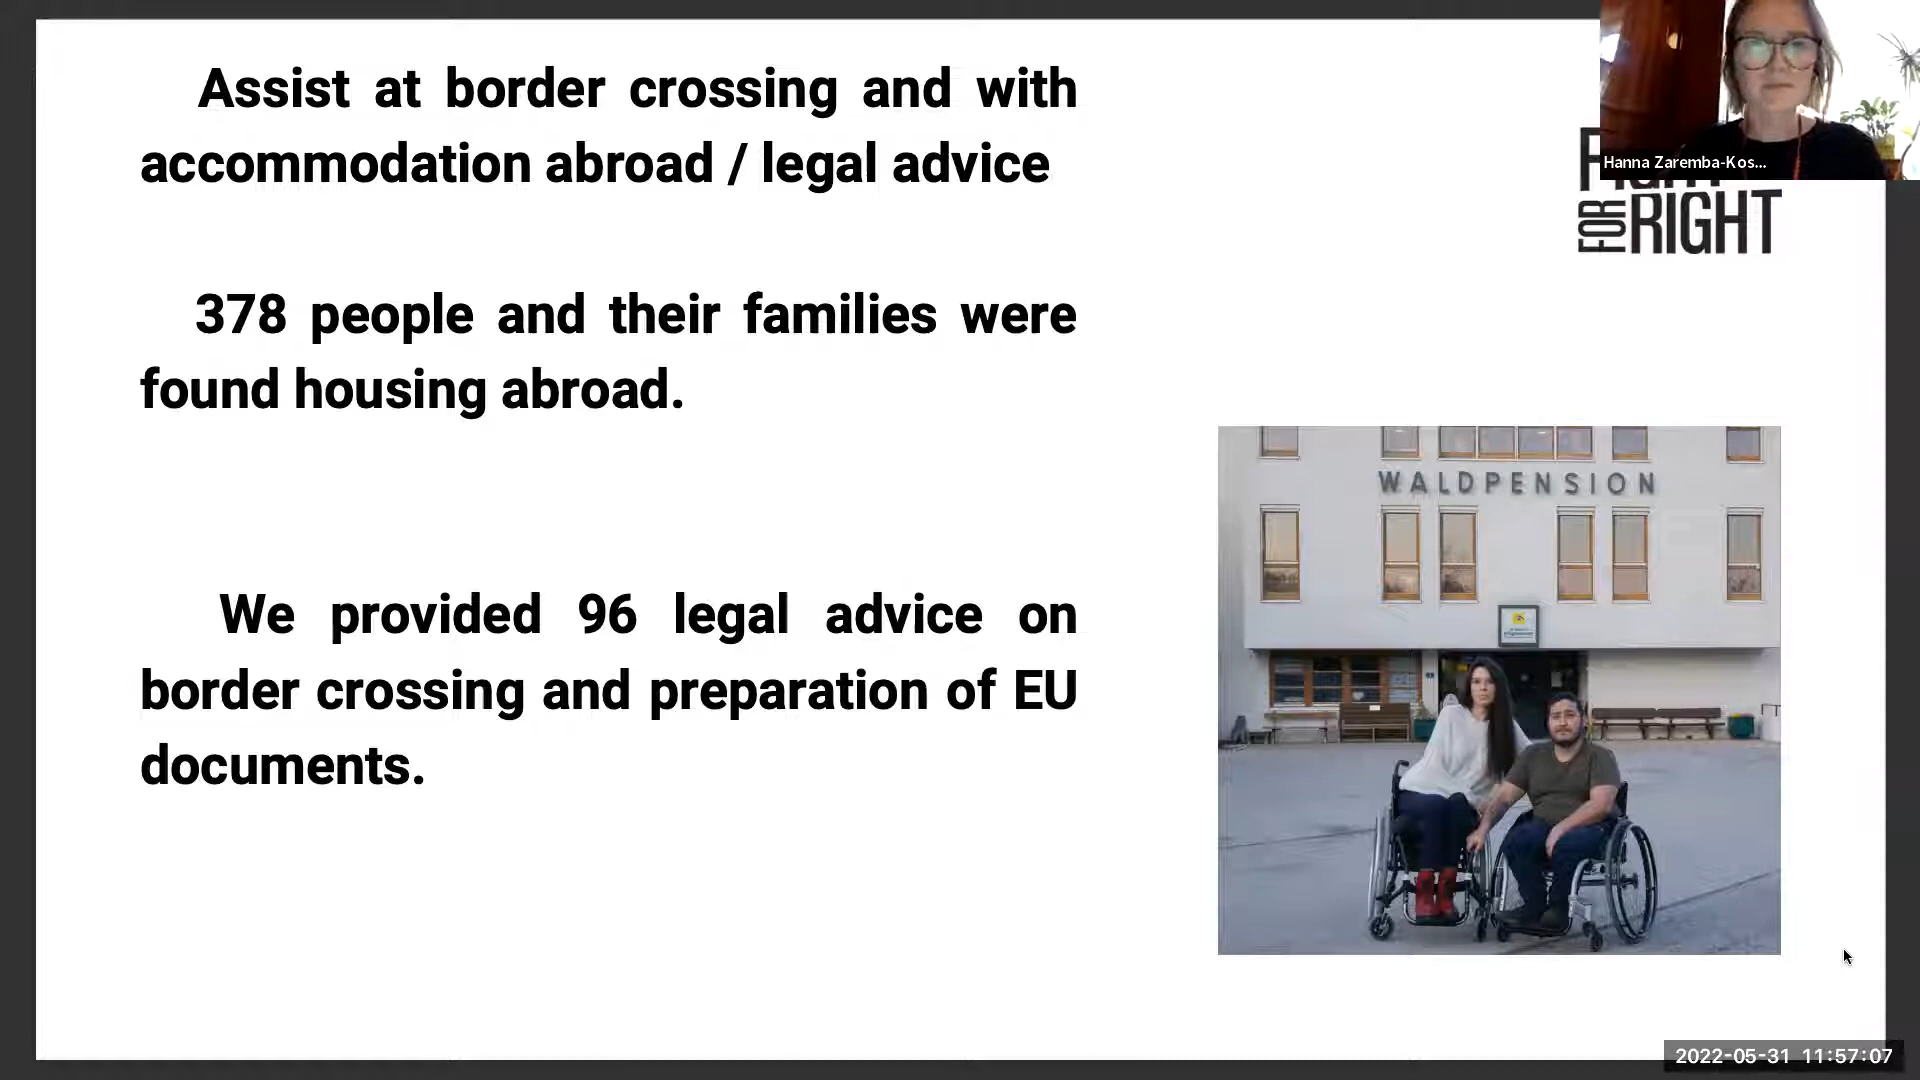 Assist at border crossing and with
accommodation abroad / legal advice
378 people and their families were
found housing abroad.
We provided 96 legal advice on
border crossing and preparation of EU
documents.
Hanna Zaremba-Kos...
FOR RIGHT
WALDPENSION
2022-05-31 11:57:07